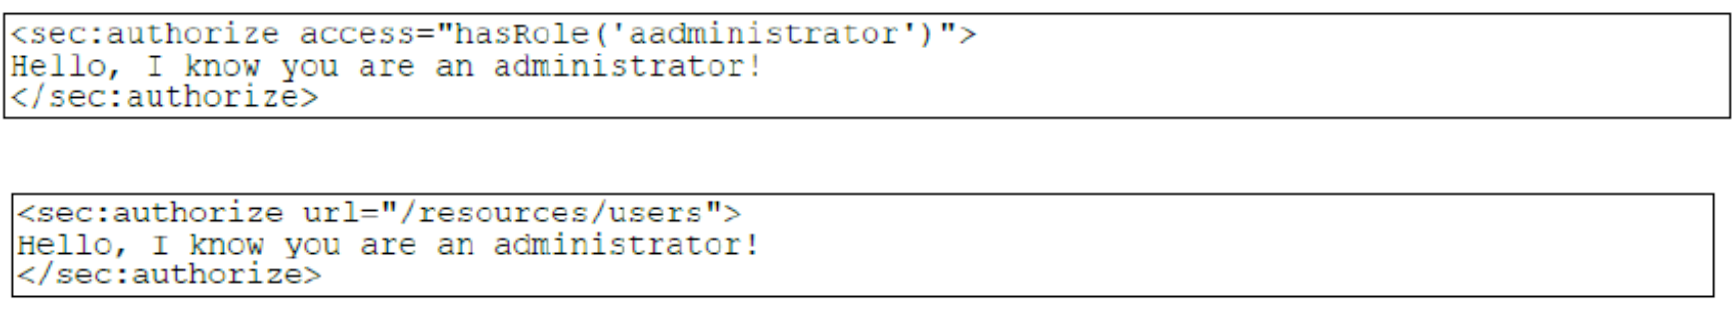 <sec:authorize access="hasRole('aadministrator')">
Hello, I know you are an administrator!
</sec:authorize>
<sec:authorize url="/resources/users">
Hello, I know you are an administrator!
</sec:authorize>